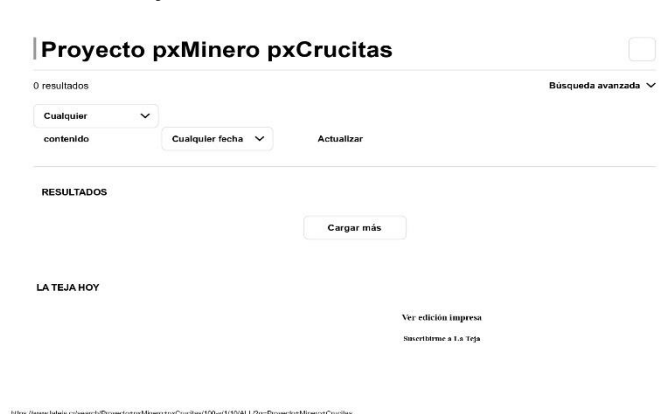 Proyecto pxMinero pxCrucitas
0 resultados
Búsqueda avanzada
Cualquier contenido
Cualquier fecha
Actualizar
RESULTADOS
Cargar más
LA TEJA HOY
Ver edición impresa
Suscribirme a La Teja